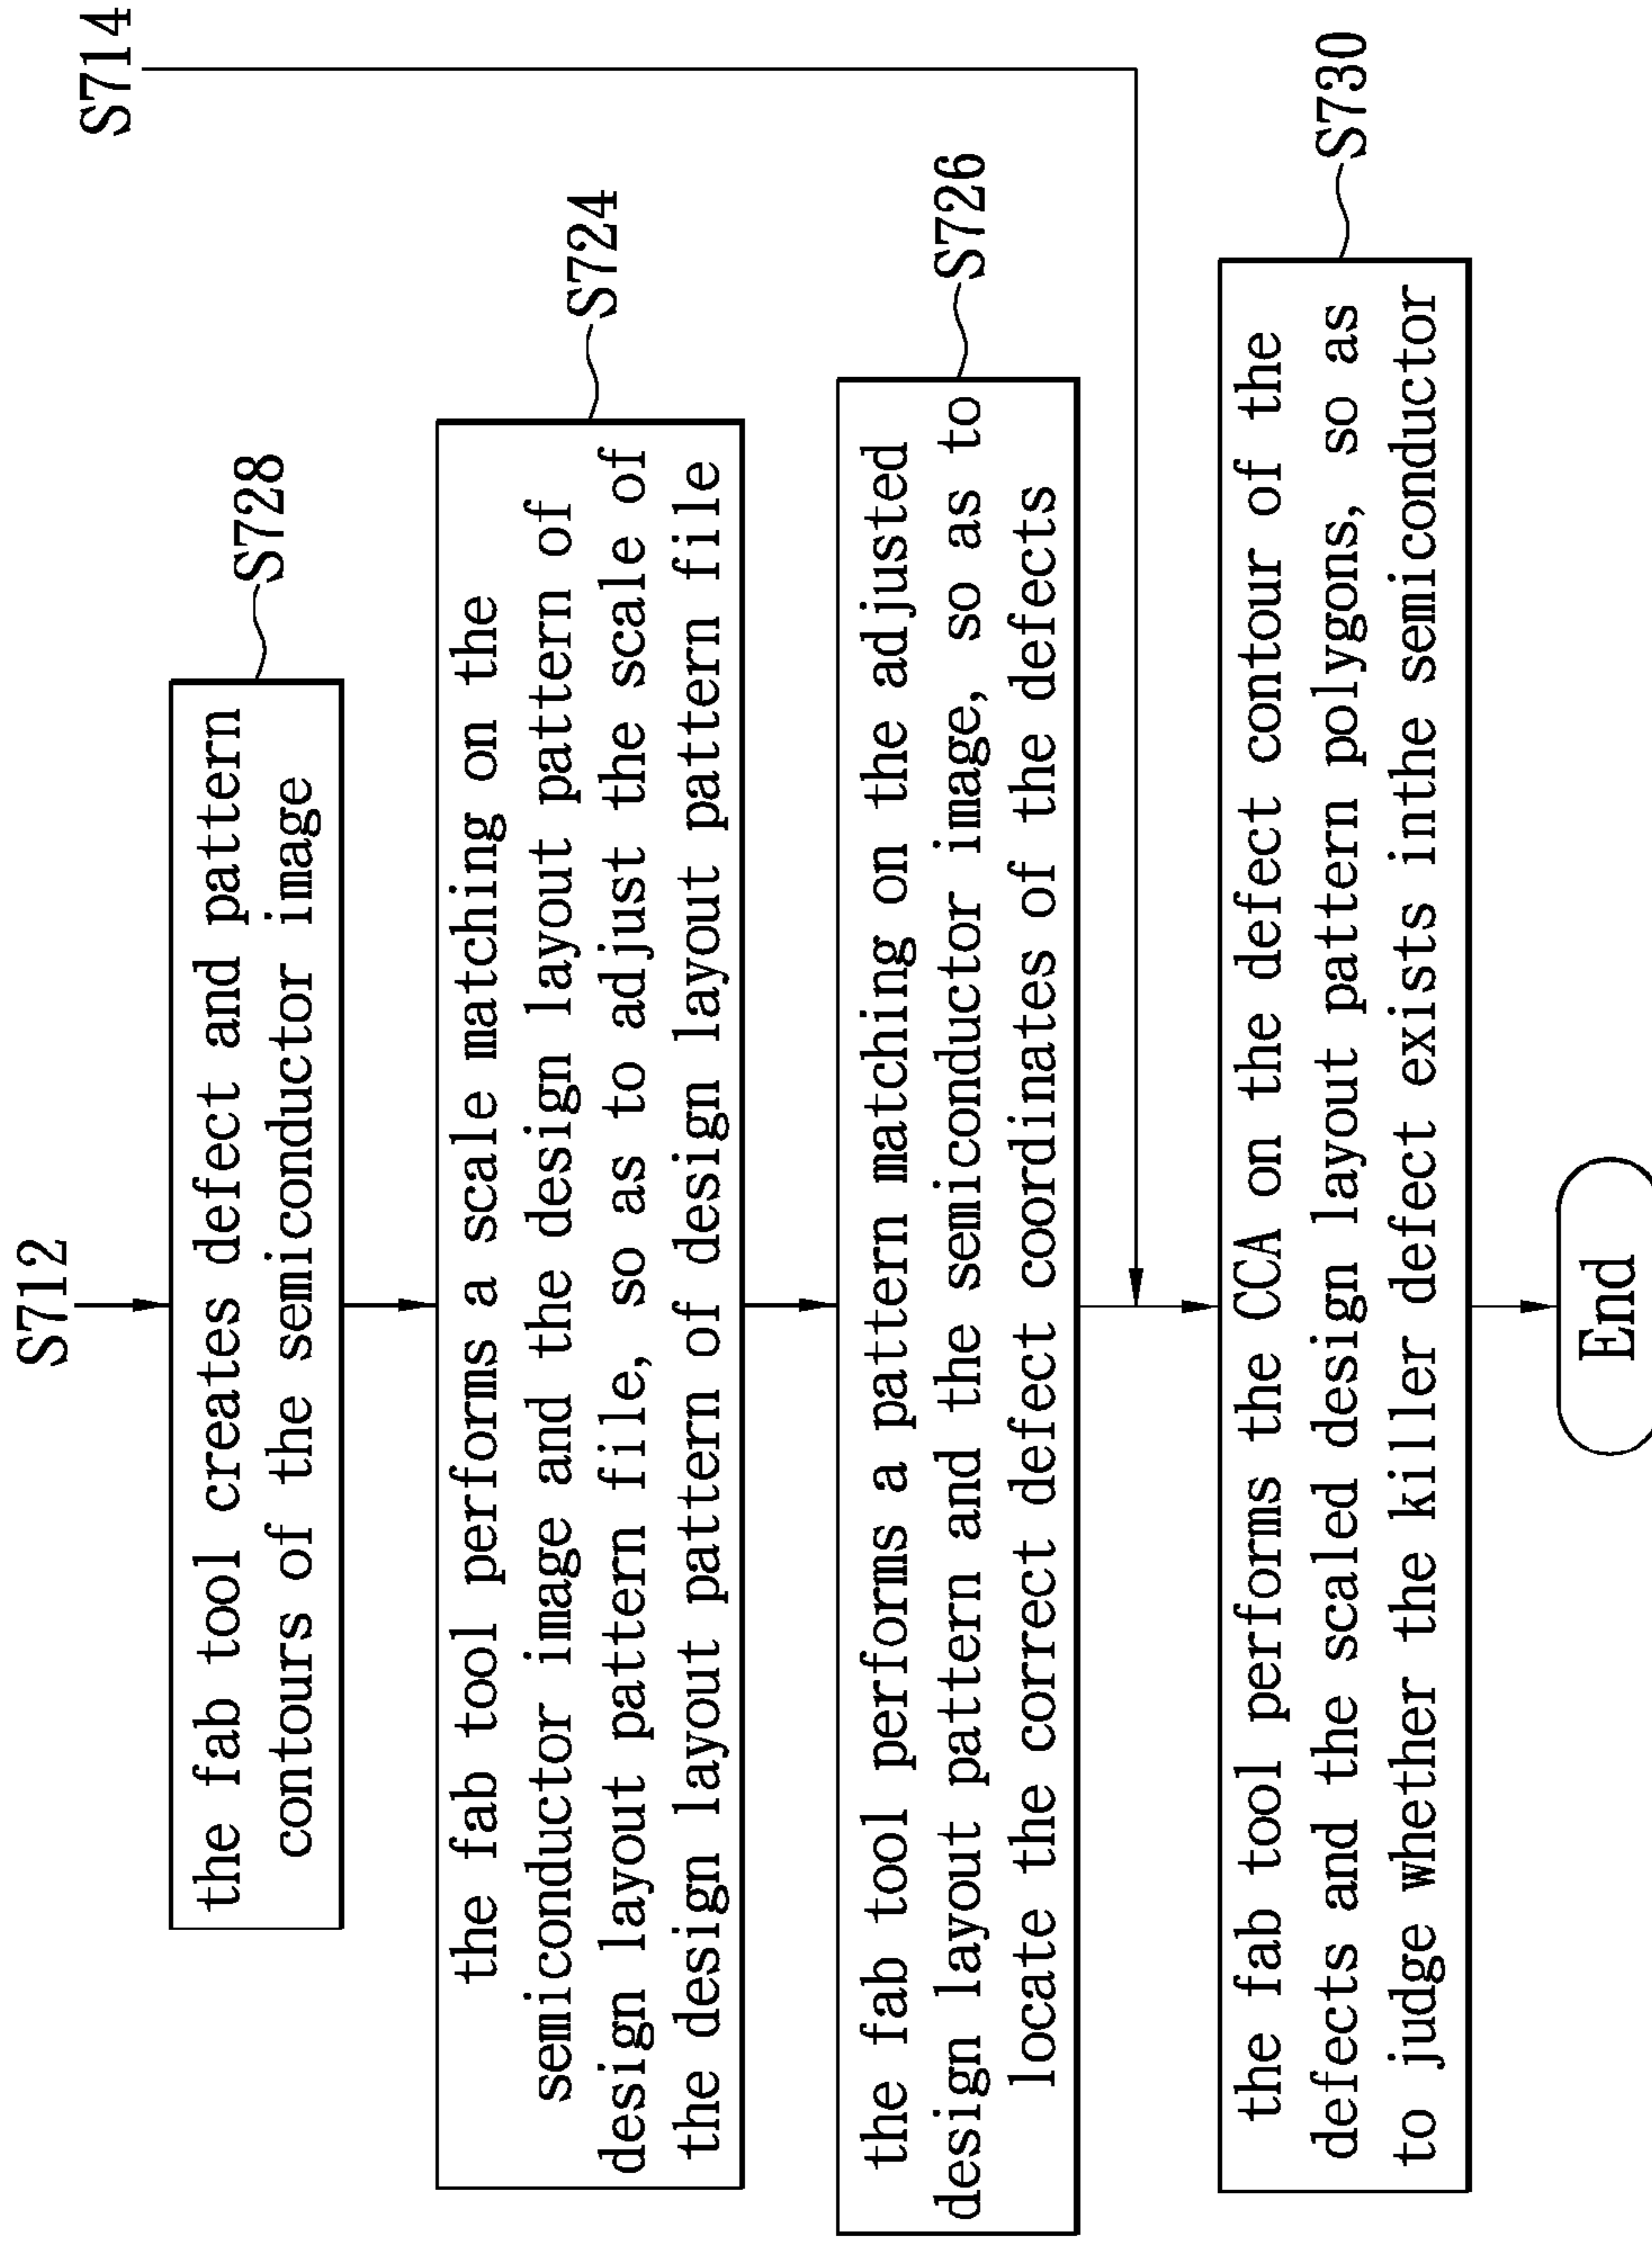 S712
S714
the fab tool creates defect and pattern
contours of the semiconductor image
S728
the fab tool performs a scale matching on the
semiconductor image and the design layout pattern of
design layout pattern file, so as to adjust the scale of
the design layout pattern of design layout pattern file
S724
the fab tool performs a pattern matching on the adjusted
design layout pattern and the semiconductor image, so as to
locate the correct defect coordinates of the defects
S726
the fab tool performs the CCA on the defect contour of the
defects and the scaled design layout pattern polygons, so as
to judge whether the killer defect exists inthe semiconductor
S730
End